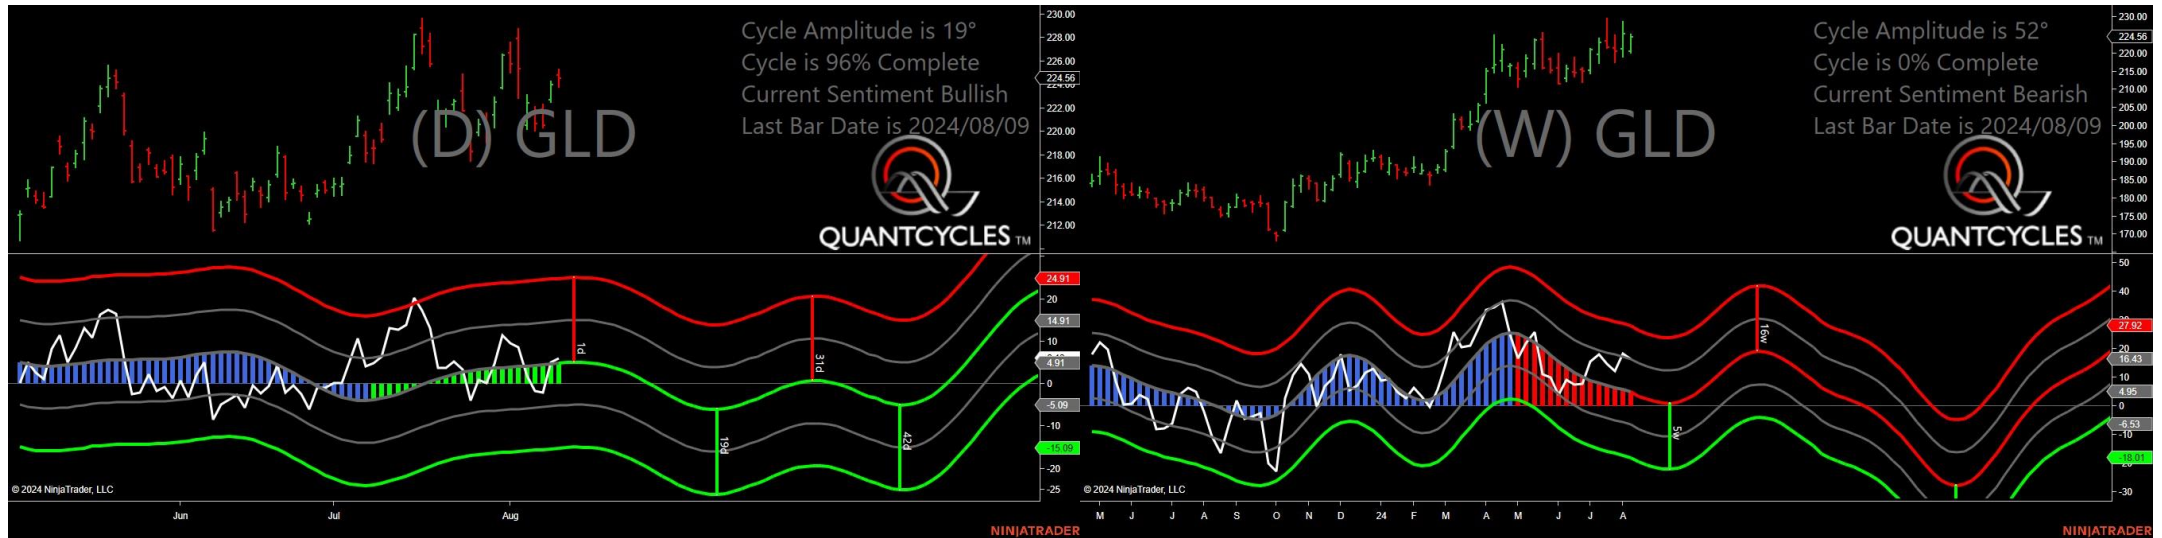 Cycle Amplitude is 19°
Cycle is 96% Complete
Current Sentiment Bullish
Last Bar Date is 2024/08/09
(D) GLD
QUANTCYCLES TM
230.00
228.00
226.00
224.56
224.00
222.00
220.00
218.00
216.00
214.00
212.00
24.91
20
14.91
10
4.91
0
-5.09
-10
-15.09
-20
-25
1d
19d
31d
42d
© 2024 NinjaTrader, LLC
Jun Jul Aug
NINJATRADER
Cycle Amplitude is 52°
Cycle is 0% Complete
Current Sentiment Bearish
Last Bar Date is 2024/08/09
(W) GLD
QUANTCYCLES TM
230.00
224.56
220.00
215.00
210.00
205.00
200.00
195.00
190.00
185.00
180.00
175.00
170.00
50
40
27.92
20
16.43
10
4.95
0
-6.53
-10
-18.01
-30
5w
16w
© 2024 NinjaTrader, LLC
M J J A S O N D 24 F M A M J J A
NINJATRADER